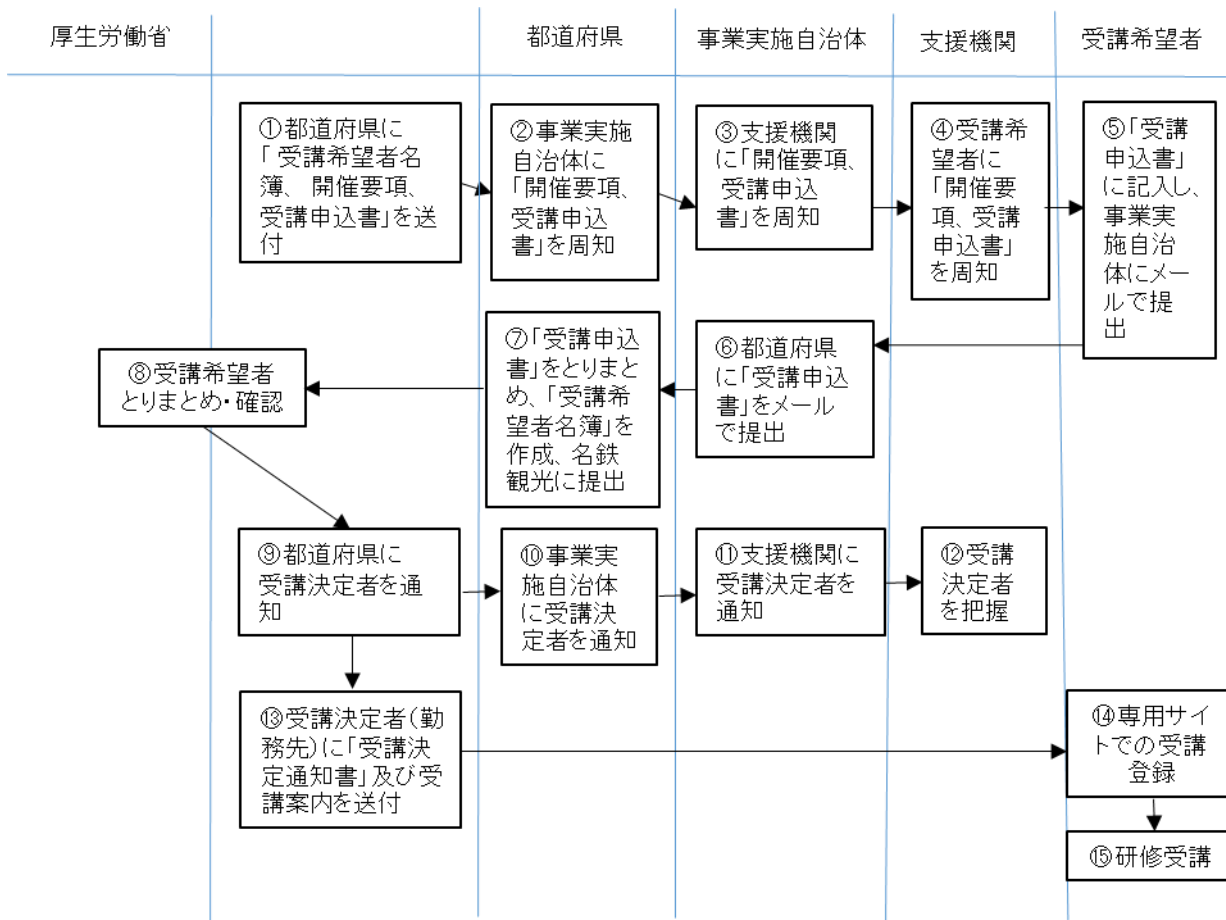 厚生労働省
都道府県
事業実施自治体
支援機関
受講希望者
①都道府県に
「受講希望者名
簿、 開催要項、
受講申込書」を送
付
②事業実施
自治体に
「開催要項、
受講申込
書」を周知
③支援機関
に「開催要項、
受講申込
書」を周知
④受講希
望者に
「開催要
項、受講
申込書」
を周知
⑤「受講
申込書」
に記入し、
事業実
施自治
体にメー
ルで提
出
⑥都道府県
に「受講申込
書」をメール
で提出
⑦「受講申込
書」をとりまと
め、「受講希
望者名簿」を
作成、名鉄
観光に提出
⑧受講希望者
とりまとめ・確認
⑨都道府県に
受講決定者を通
知
⑩事業実
施自治体
に受講決
定者を通知
⑪支援機関に
受講決定者を
通知
⑫受講
決定者
を把握
⑬受講決定者(勤
務先)に「受講決
定通知書」及び受
講案内を送付
⑭専用サイ
トでの受講
登録
⑮研修受講